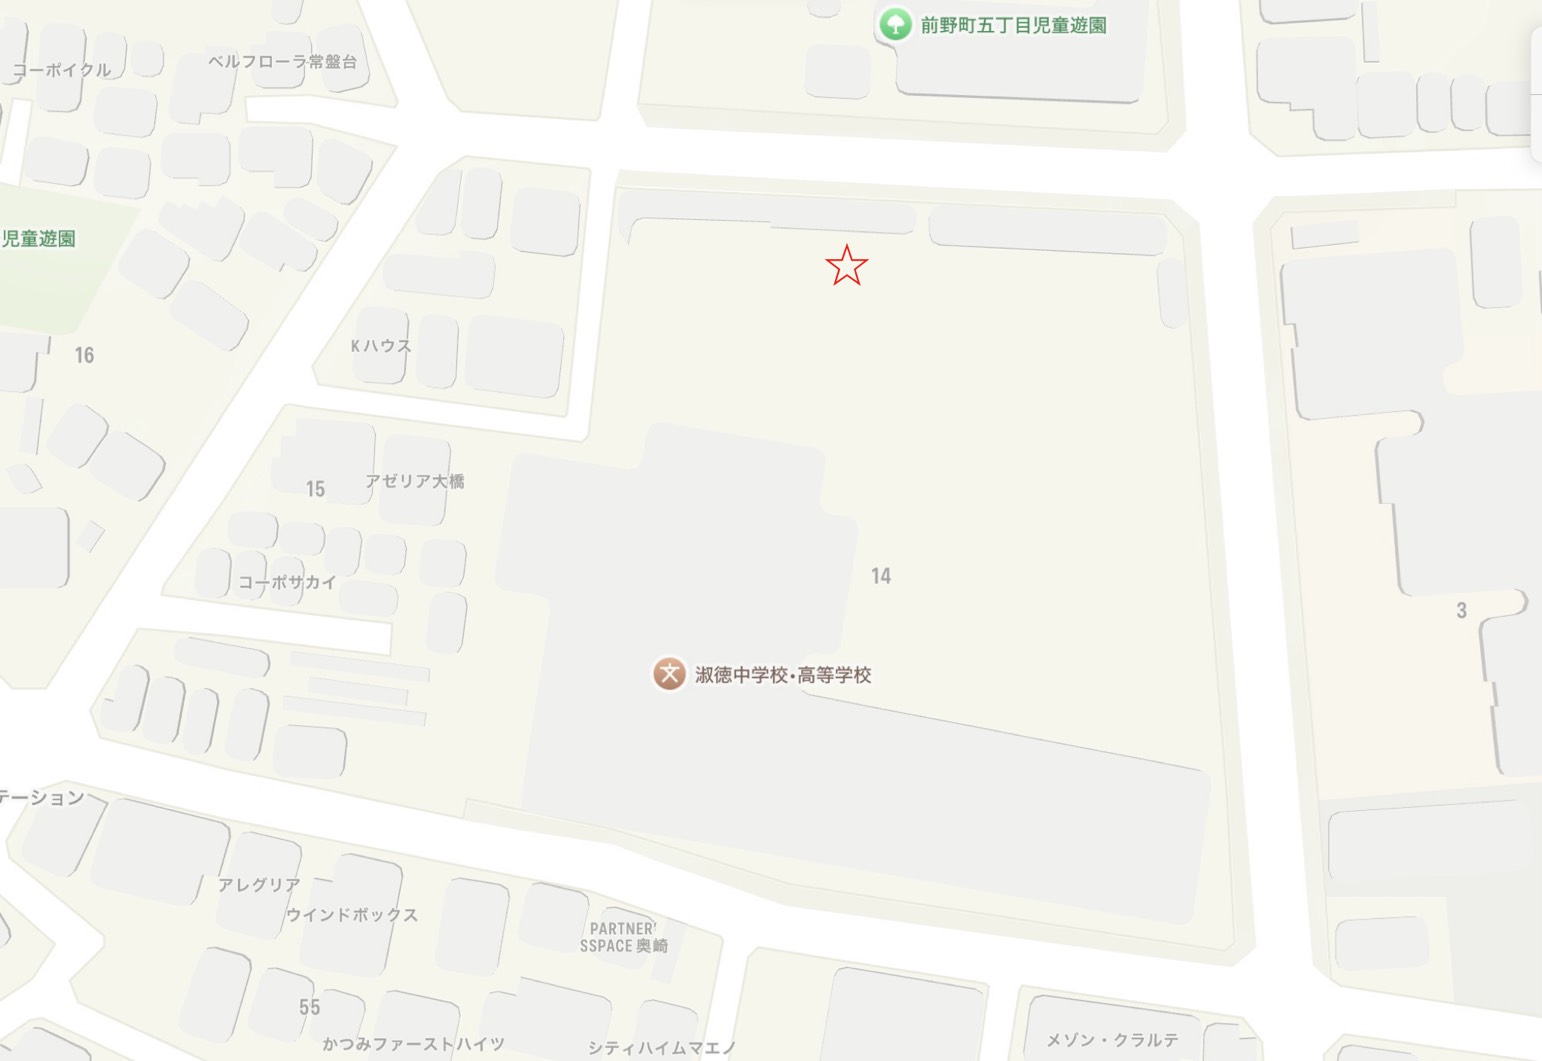 前野町五丁目児童遊園
ベルフローラ常盤台
コーポイクル
児童遊園
Kハウス
16
アゼリア大橋
15
14
コーポサカイ
3
淑徳中学校・高等学校
テーション
アレグリア
ウインドボックス
PARTNER'
SSPACE 奥崎
55
かつみファーストハイツ
シティハイムマエノ
メゾン・クラルテ
文